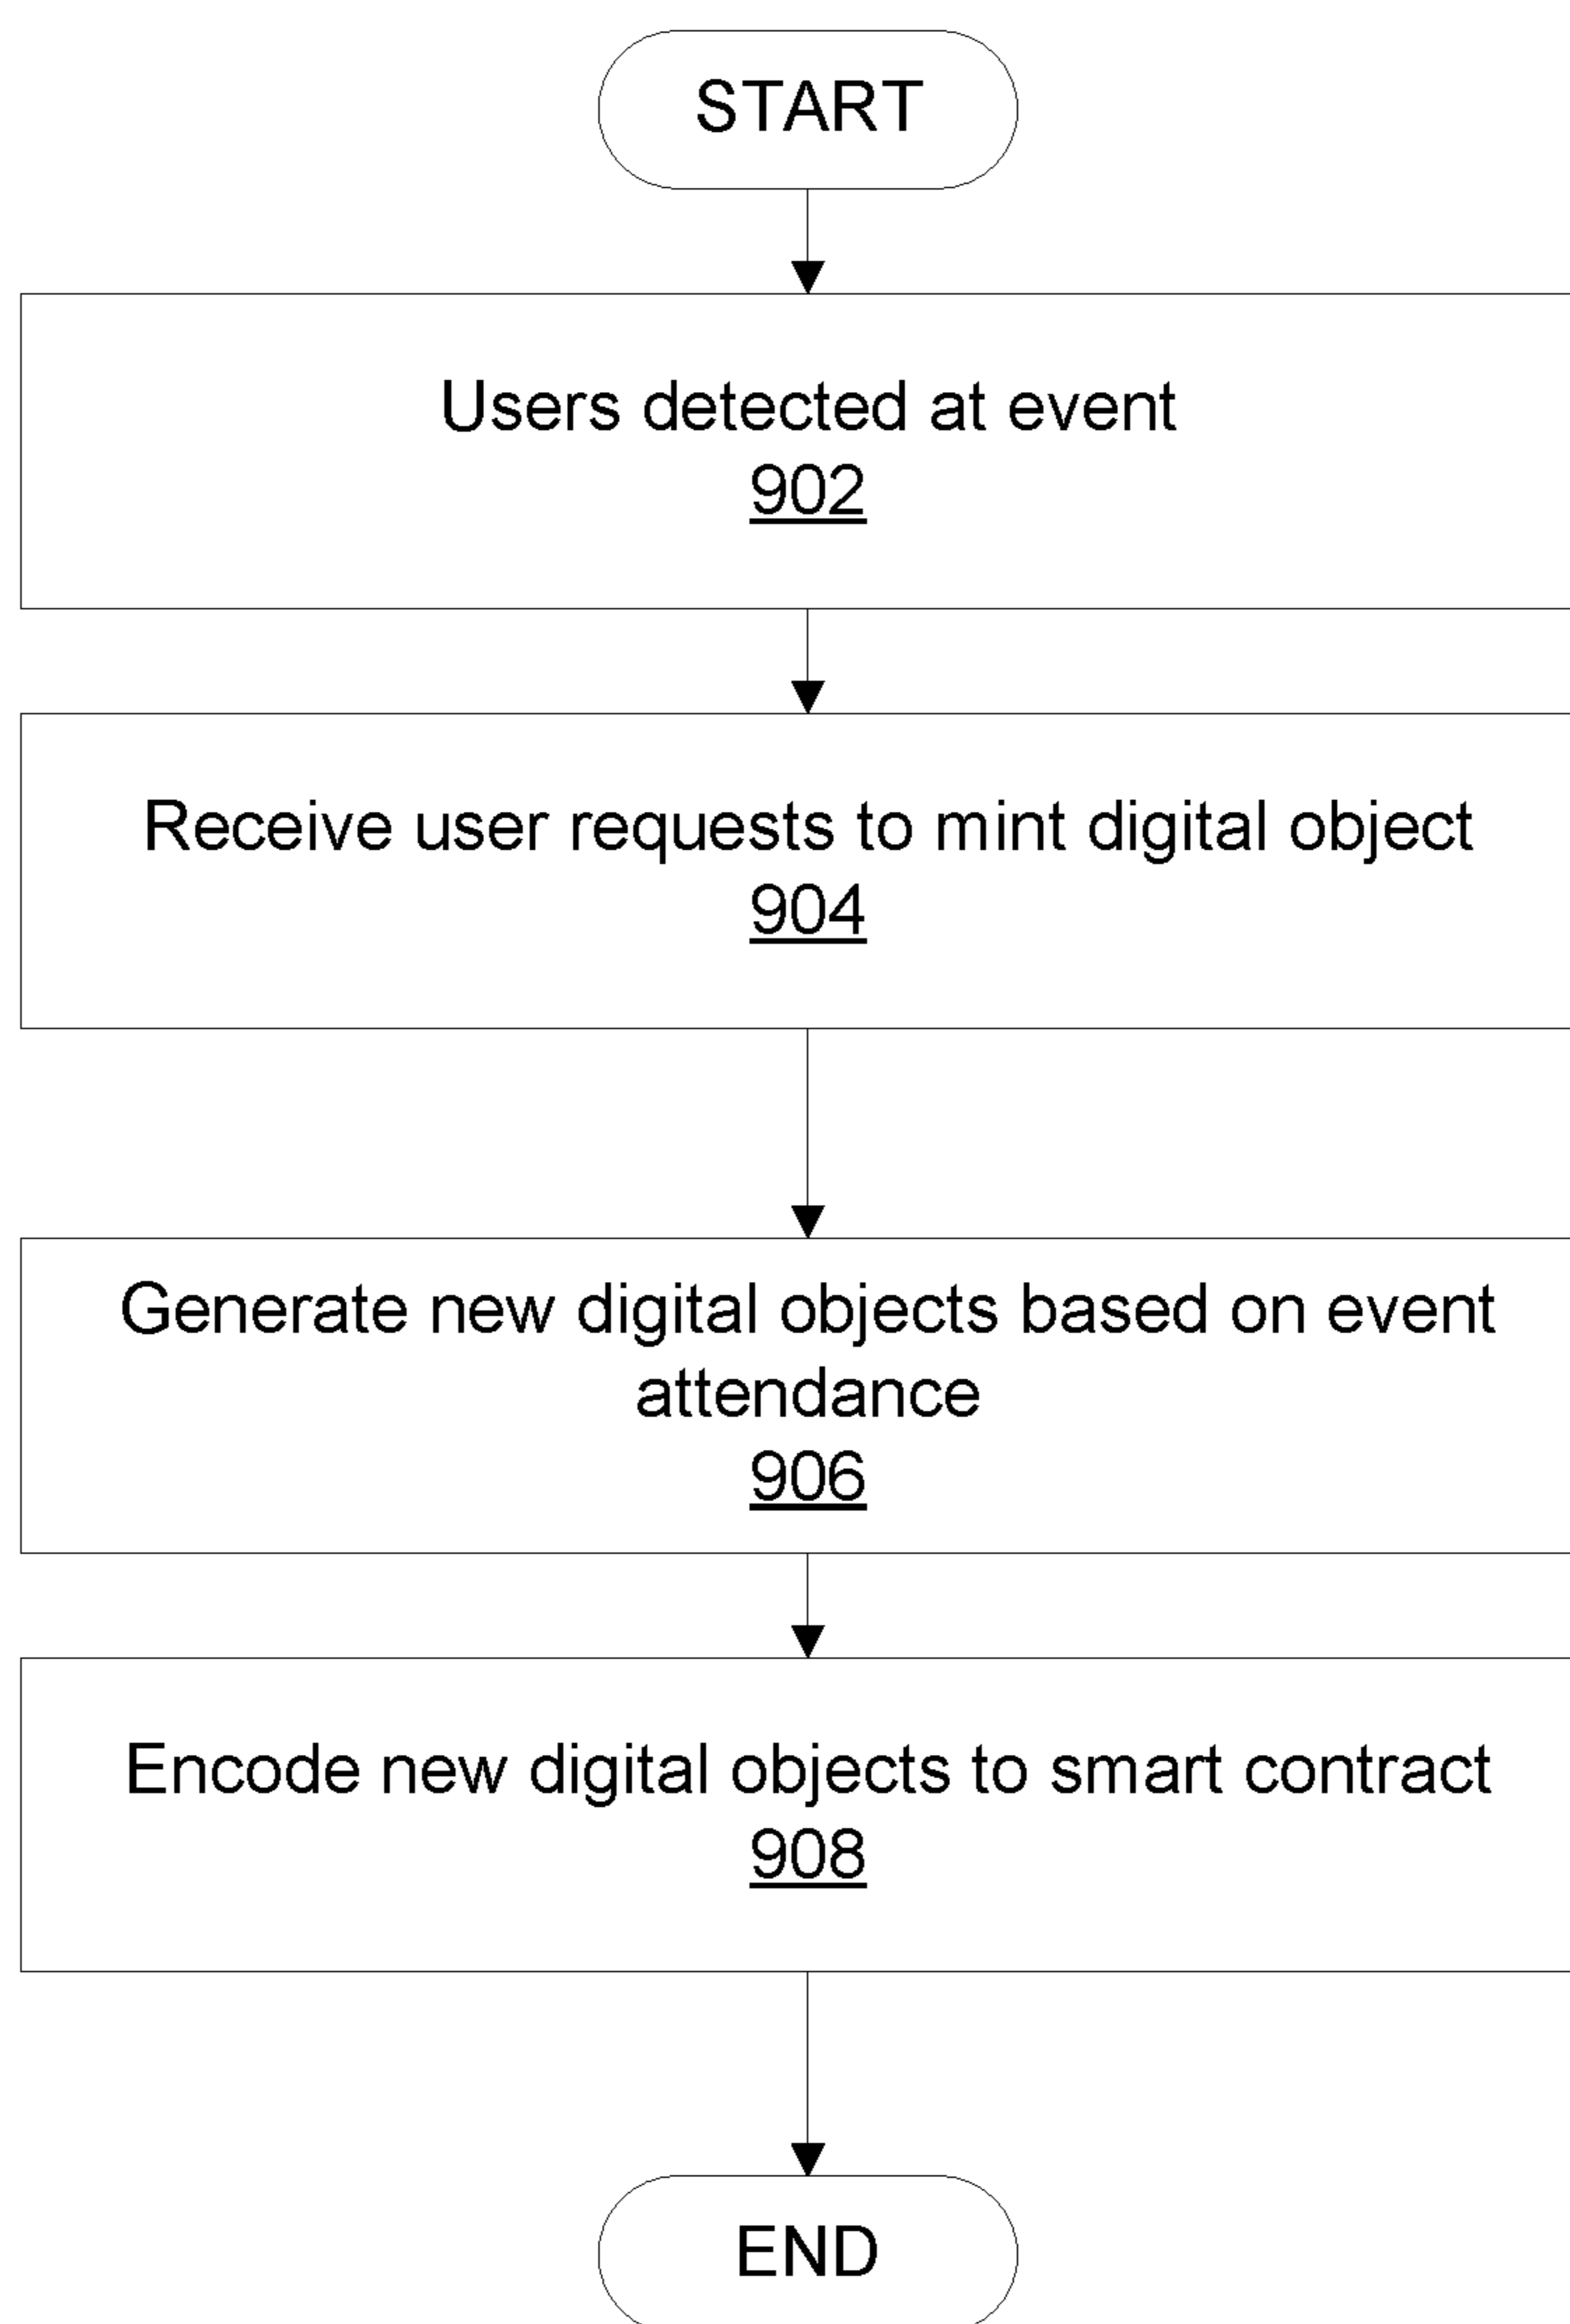 START
Users detected at event
902
Receive user requests to mint digital object
904
Generate new digital objects based on event
attendance
906
Encode new digital objects to smart contract
908
END